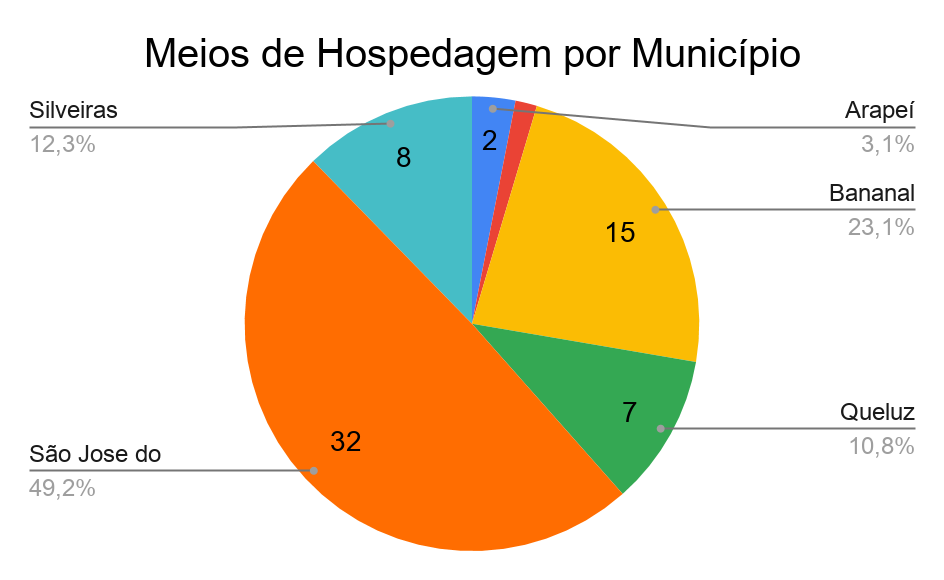 Meios de Hospedagem por Município
Silveiras
12,3%
Arapeí
3,1%
Bananal
23,1%
Queluz
10,8%
São Jose do
49,2%
2
8
15
7
32